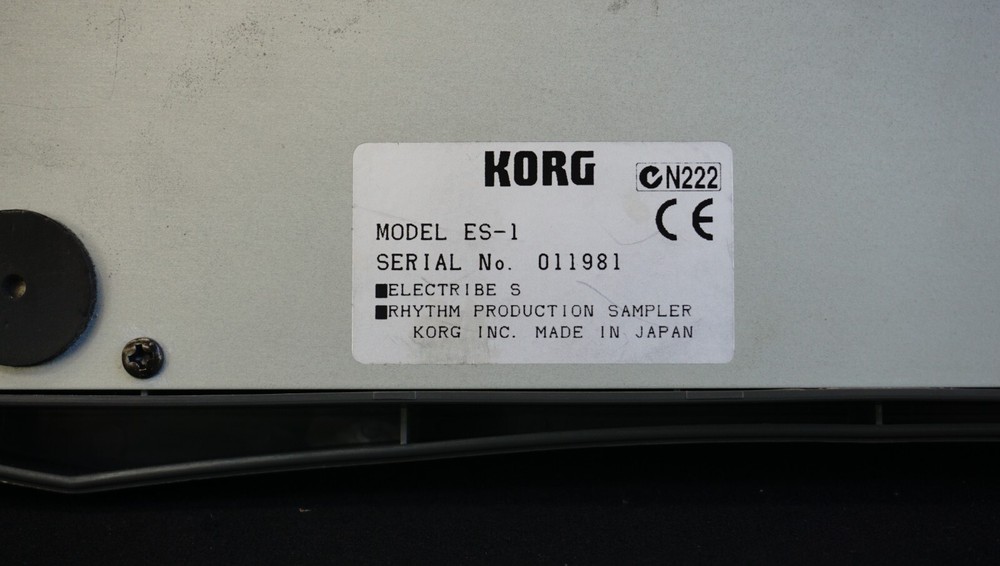 KORG
N222
CE
MODEL ES-1
SERIAL No. 011981
■ELECTRIBE S
■RHYTHM PRODUCTION SAMPLER
KORG INC. MADE IN JAPAN